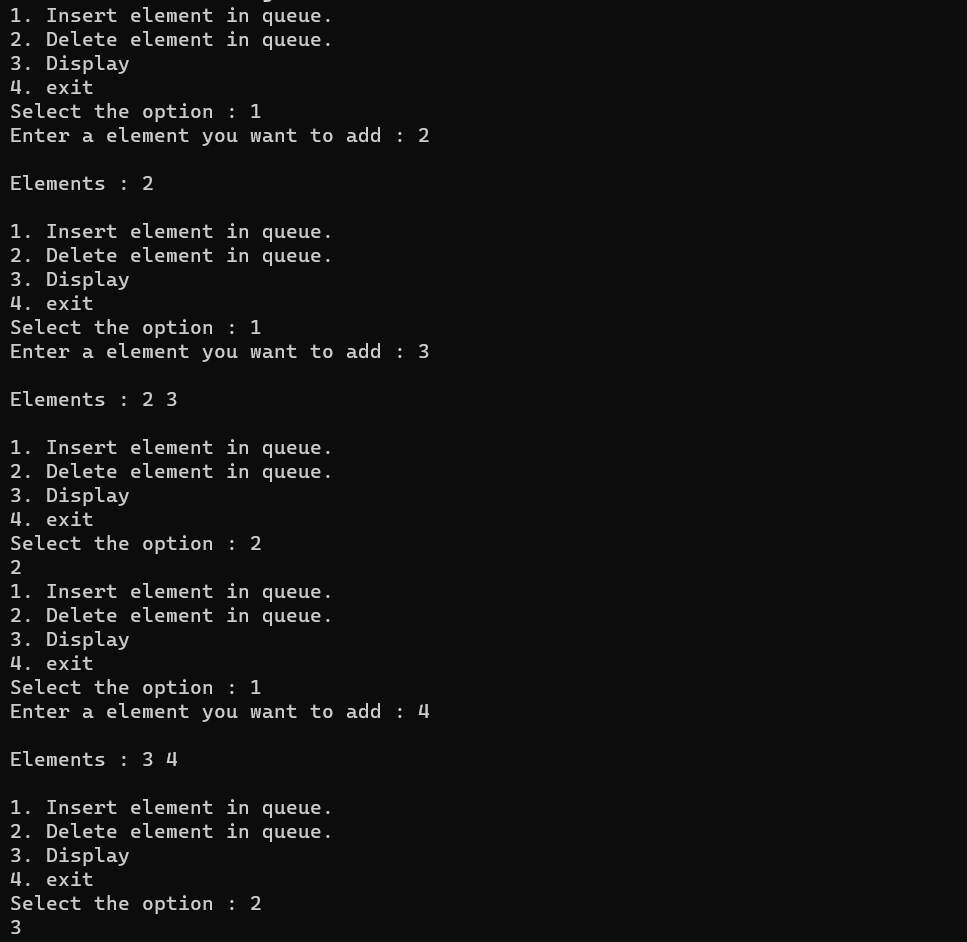 1. Insert element in queue.
2. Delete element in queue.
3. Display
4. exit
Select the option : 1
Enter a element you want to add : 2
Elements : 2
1. Insert element in queue.
2. Delete element in queue.
3. Display
4. exit
Select the option : 1
Enter a element you want to add : 3
Elements : 2 3
1. Insert element in queue.
2. Delete element in queue.
3. Display
4. exit
Select the option : 2
2
1. Insert element in queue.
2. Delete element in queue.
3. Display
4. exit
Select the option : 1
Enter a element you want to add : 4
Elements : 3 4
1. Insert element in queue.
2. Delete element in queue.
3. Display
4. exit
Select the option : 2
3